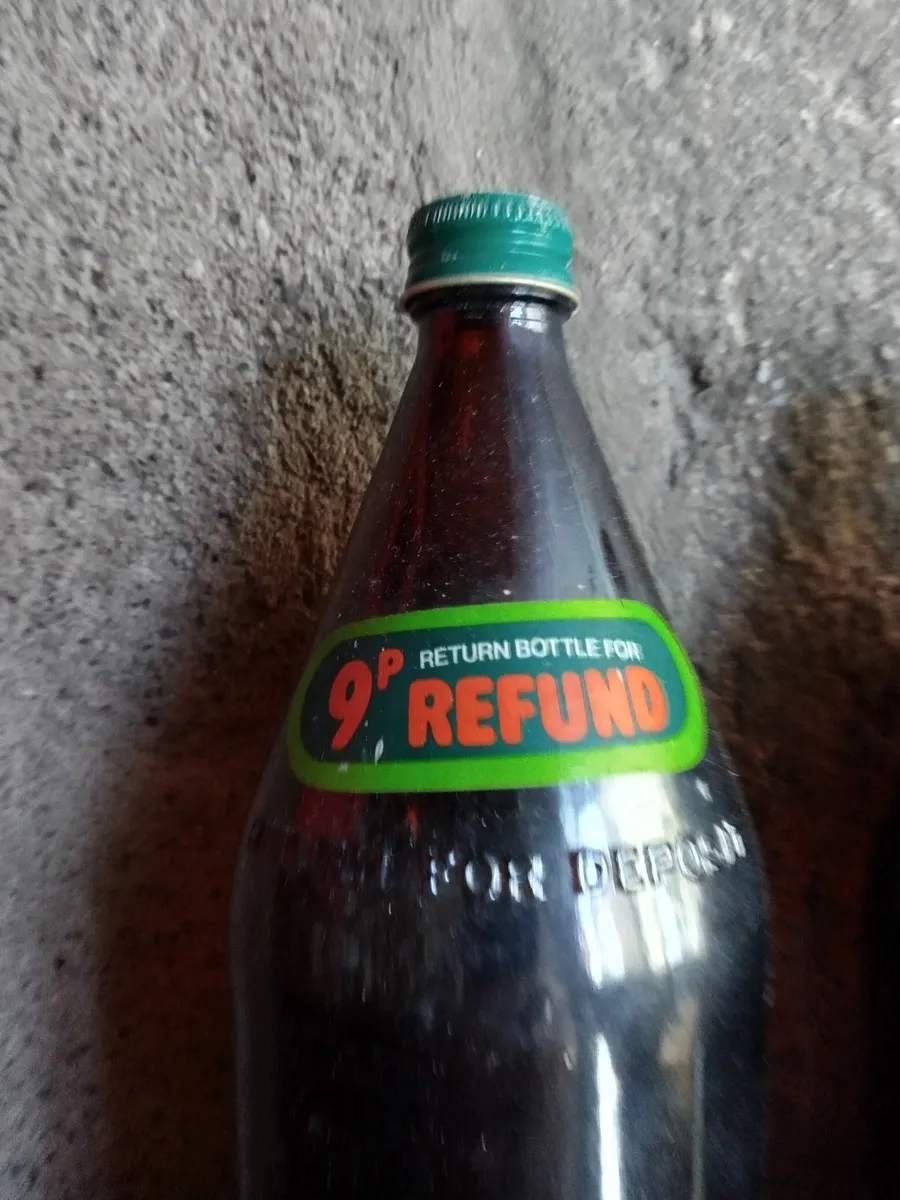 9P RETURN BOTTLE FOR
REFUND
FOR DEPOSIT